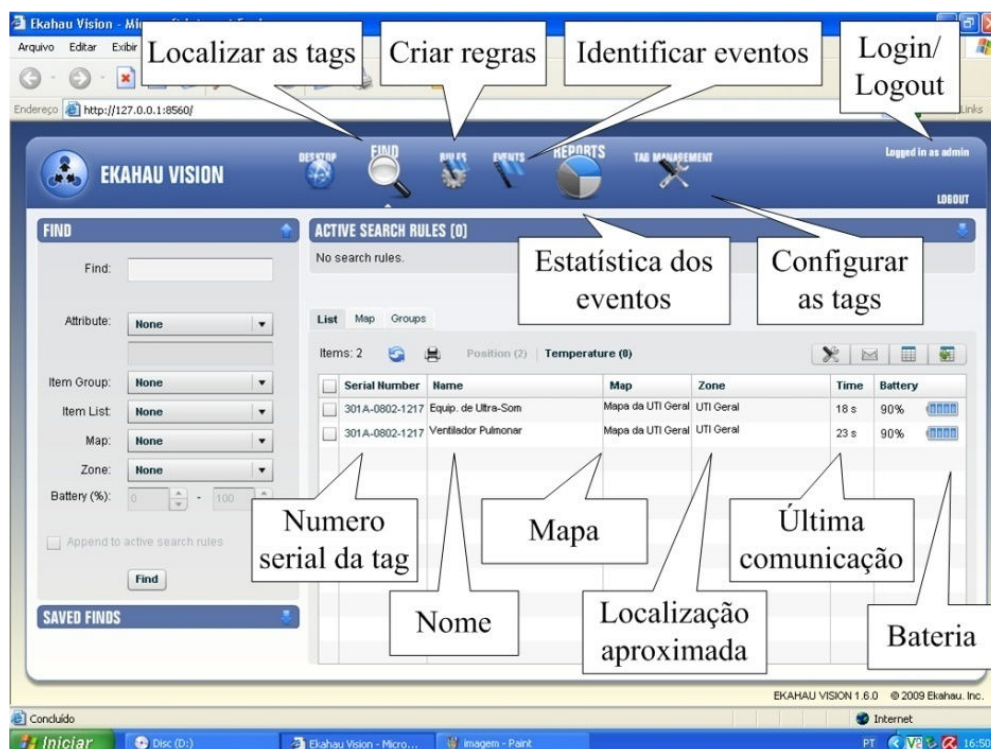 Ekahau Vision - Mi
Arquivo Editar Exibir
Localizar as tags
Criar regras
Identificar eventos
Login/
Logout
Endereço http://127.0.0.1:8560/
Links
EKAHAU VISION
DESKTOP
FIND
RULES
EVENTS
REPORTS
TAG MANAGEMENT
Logged in as admin
LOGOUT
FIND
Find:
Attribute: None
Item Group: None
Item List: None
Map: None
Zone: None
Battery (%): 0 - 100
Append to active search rules
Find
SAVED FINDS
ACTIVE SEARCH RULES (0)
No search rules.
Estatística dos
eventos
Configurar
as tags
List Map Groups
Items: 2 Position (2) Temperature (0)
Serial Number Name Map Zone Time Battery
301A-0802-1217 Equip. de Ultra-Som Mapa da UTI Geral UTI Geral 18 s 90%
301A-0802-1217 Ventilador Pulmonar Mapa da UTI Geral UTI Geral 23 s 90%
Numero
serial da tag
Nome
Mapa
Localização
aproximada
Última
comunicação
Bateria
EKAHAU VISION 1.6.0 © 2009 Ekahau. Inc.
Concluído
Internet
Iniciar
Disc (D:)
Ekahau Vision - Micro...
imagem - Paint
PT
16:50